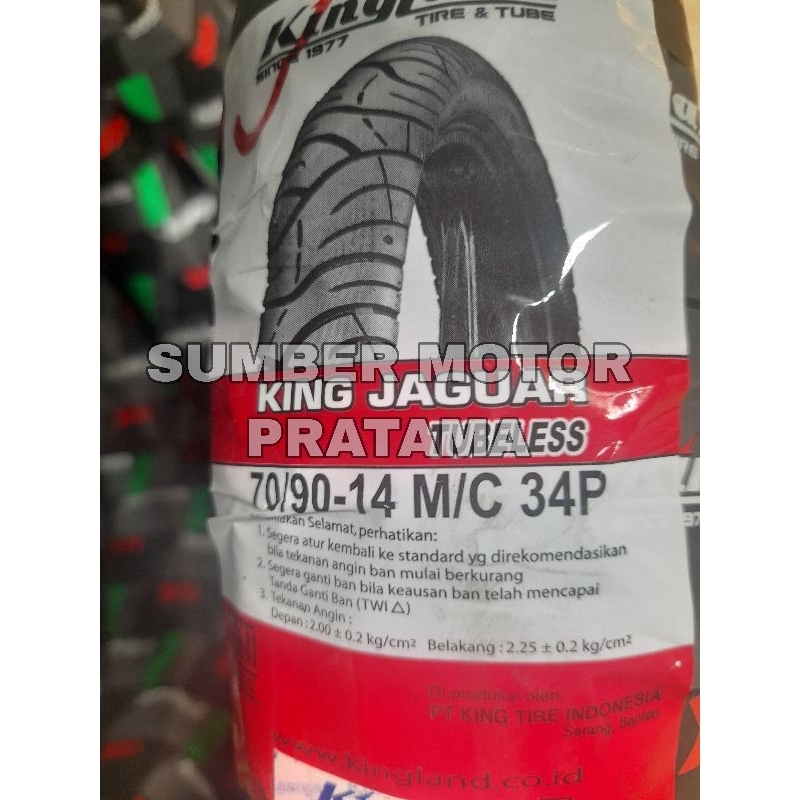 Kingland
TIRE & TUBE
SINCE 1977
SUMBER MOTOR
KING JAGUAR
PRATAMA
TUBELESS
70/90-14 M/C 34P
Selamat, perhatikan:
1. Segera atur kembali ke standard yg direkomendasikan
bila tekanan angin ban mulai berkurang
2. Segera ganti ban bila keausan ban telah mencapai
Tanda Ganti Ban (TWI △)
3. Tekanan Angin :
Depan : 2.00 ± 0.2 kg/cm² Belakang : 2.25 ± 0.2 kg/cm²
Di produksi oleh:
PT KING TIRE INDONESIA
Serang, Banten
www.kingland.co.id